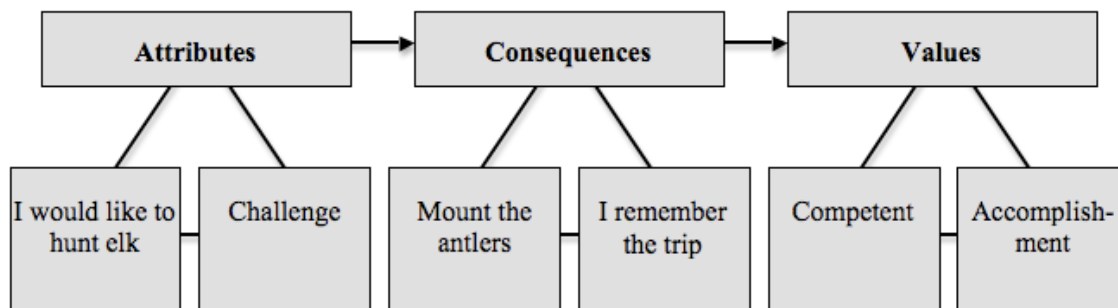 Attributes
Consequences
Values
I would like to
hunt elk
Challenge
Mount the
antlers
I remember
the trip
Competent
Accomplish-
ment